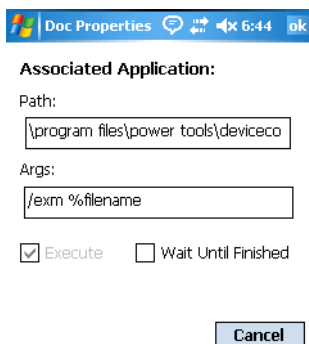 Doc Properties 6:44 ok
Associated Application:
Path:
\program files\power tools\deviceco
Args:
/exm %filename
Execute Wait Until Finished
Cancel